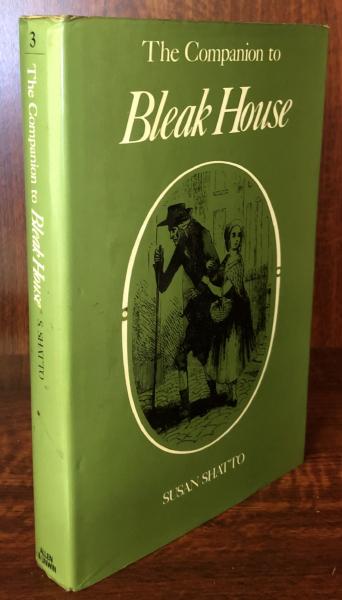 The Companion to
Bleak House
SUSAN SHATTO
3
The Companion to Bleak House
S. SHATTO
ALLEN
& UNWIN